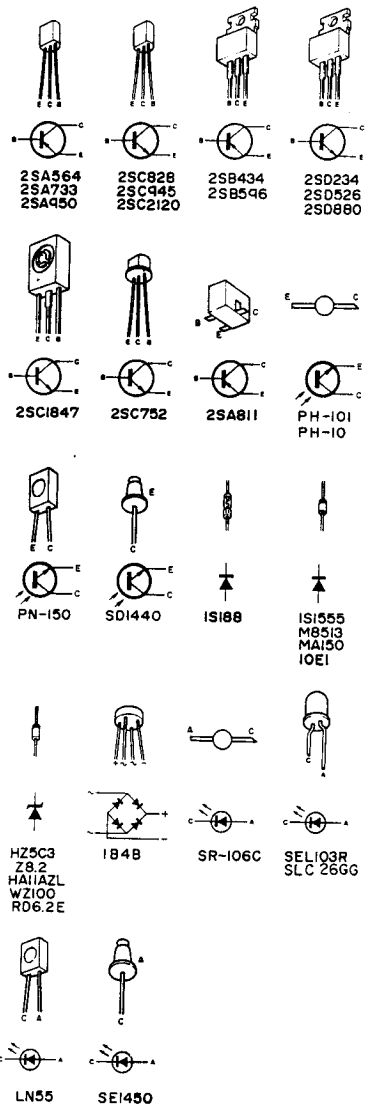 E C B
E C B
B C E
B C E
B C E
B C E
B C E
B C E
2SA564
2SA733
2SA950
2SC828
2SC945
2SC2120
2SB434
2SB596
2SD234
2SD526
2SD880
E C B
E C B
B E C
E C
B C E
B C E
B C E
E C
2SC1847
2SC752
2SA811
PH-101
PH-10
E C
E C
E C
E C
PN-150
SD1440
1S188
1S1555
M8513
MA150
10E1
+ ~ ~ -
A C
C A
~ +
~ -
C A
C A
HZ5C3
Z8.2
HA11AZL
WZ100
RD6.2E
1B4B
SR-106C
SEL103R
SLC 26GG
C A
A C
C A
C A
LN55
SE1450